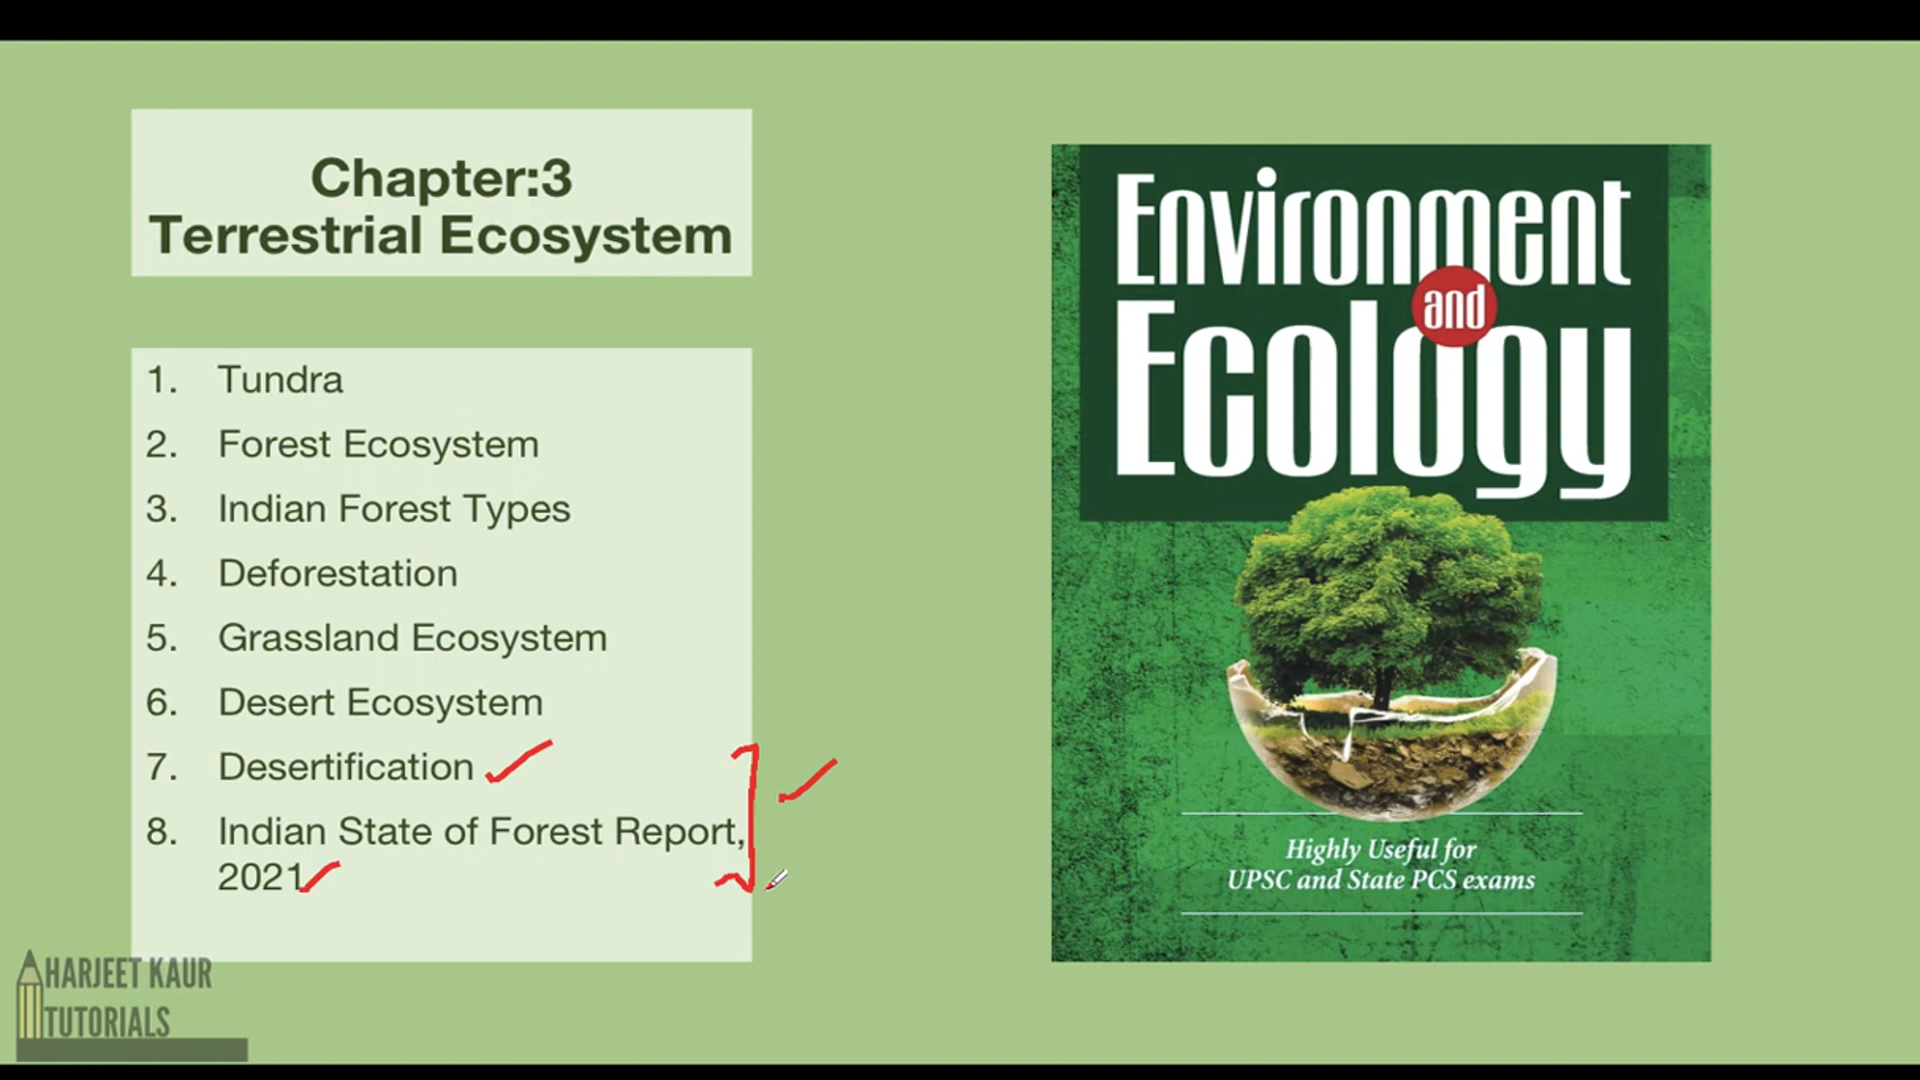 Chapter:3
Terrestrial Ecosystem
1. Tundra
2. Forest Ecosystem
3. Indian Forest Types
4. Deforestation
5. Grassland Ecosystem
6. Desert Ecosystem
7. Desertification
8. Indian State of Forest Report,
2021
Environment
and
Ecology
Highly Useful for
UPSC and State PCS exams
HARJEET KAUR
TUTORIALS